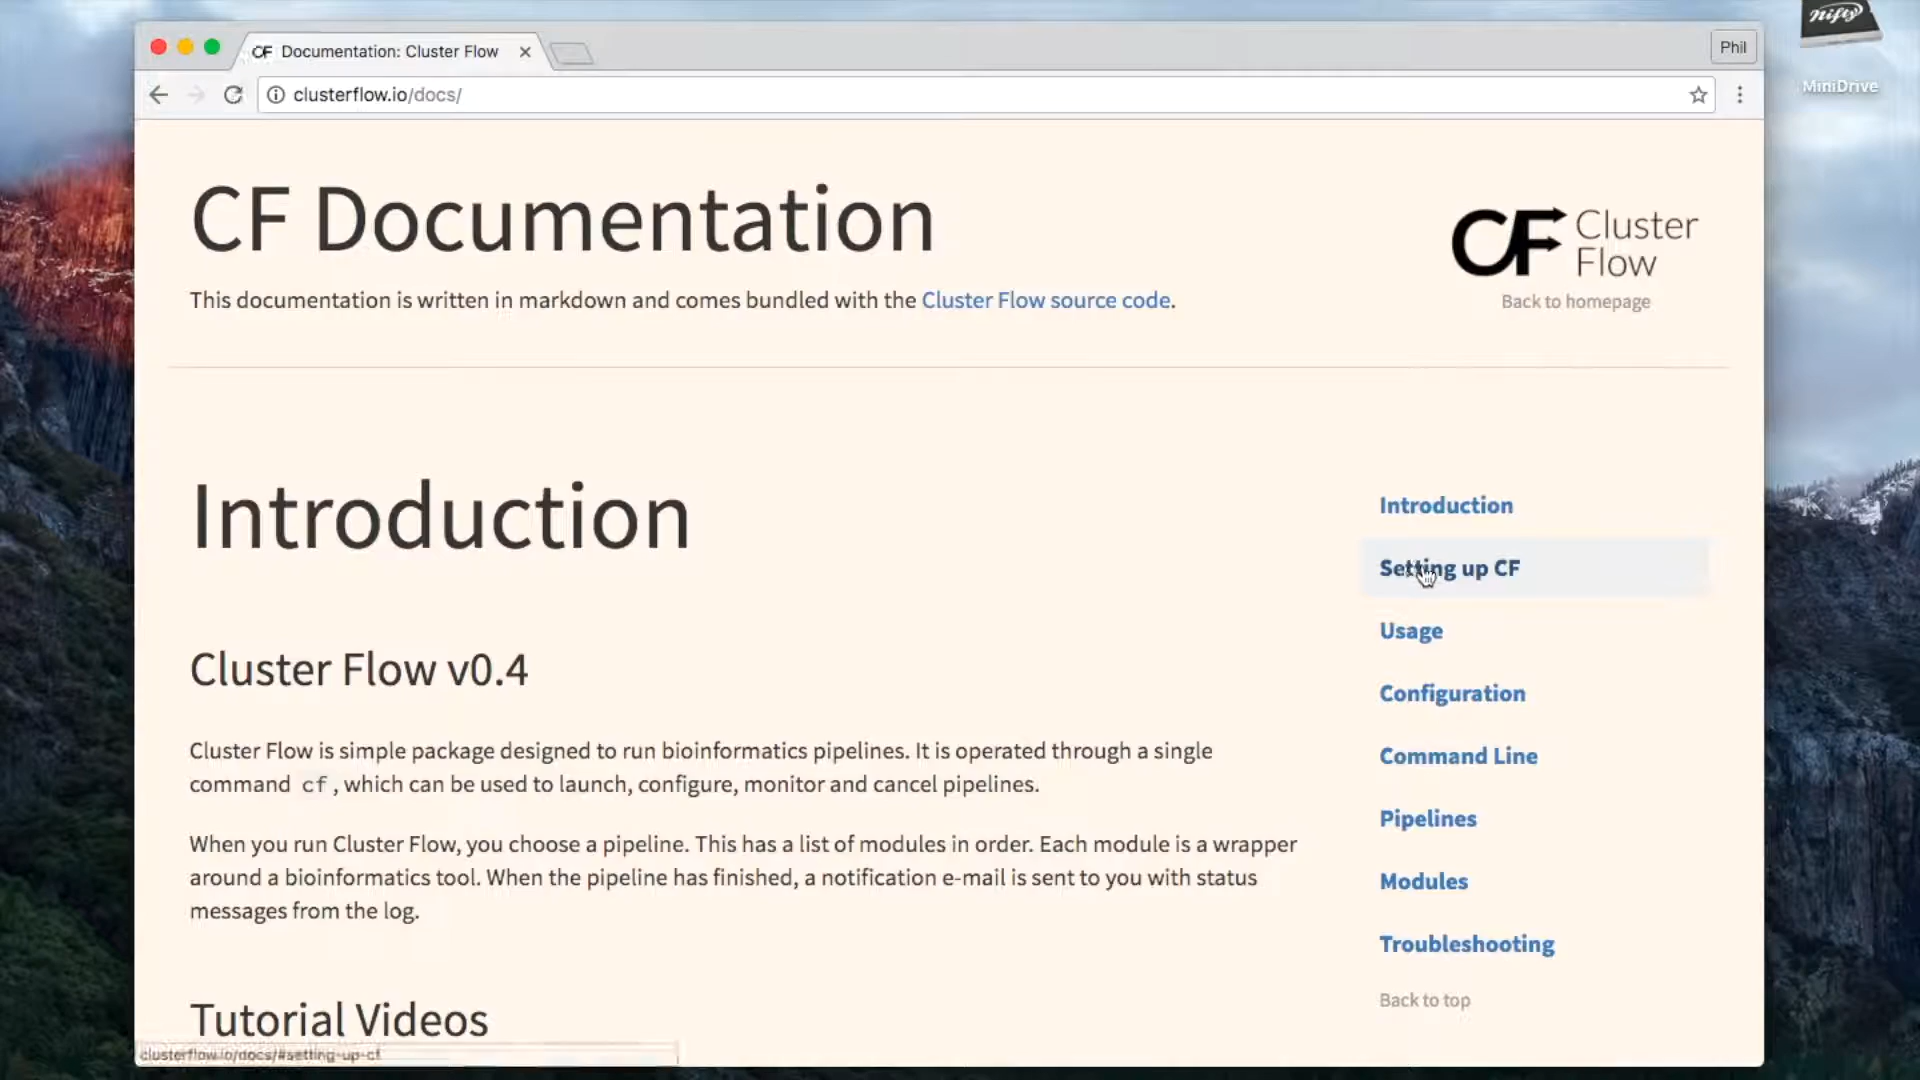 Nifty
MiniDrive
Documentation: Cluster Flow
Phil
clusterflow.io/docs/
CF Documentation
This documentation is written in markdown and comes bundled with the Cluster Flow source code.
CF Cluster
Flow
Back to homepage
Introduction
Cluster Flow v0.4
Cluster Flow is simple package designed to run bioinformatics pipelines. It is operated through a single
command cf, which can be used to launch, configure, monitor and cancel pipelines.
When you run Cluster Flow, you choose a pipeline. This has a list of modules in order. Each module is a wrapper
around a bioinformatics tool. When the pipeline has finished, a notification e-mail is sent to you with status
messages from the log.
Tutorial Videos
Introduction
Setting up CF
Usage
Configuration
Command Line
Pipelines
Modules
Troubleshooting
Back to top
clusterflow.io/docs/#setting-up-cf